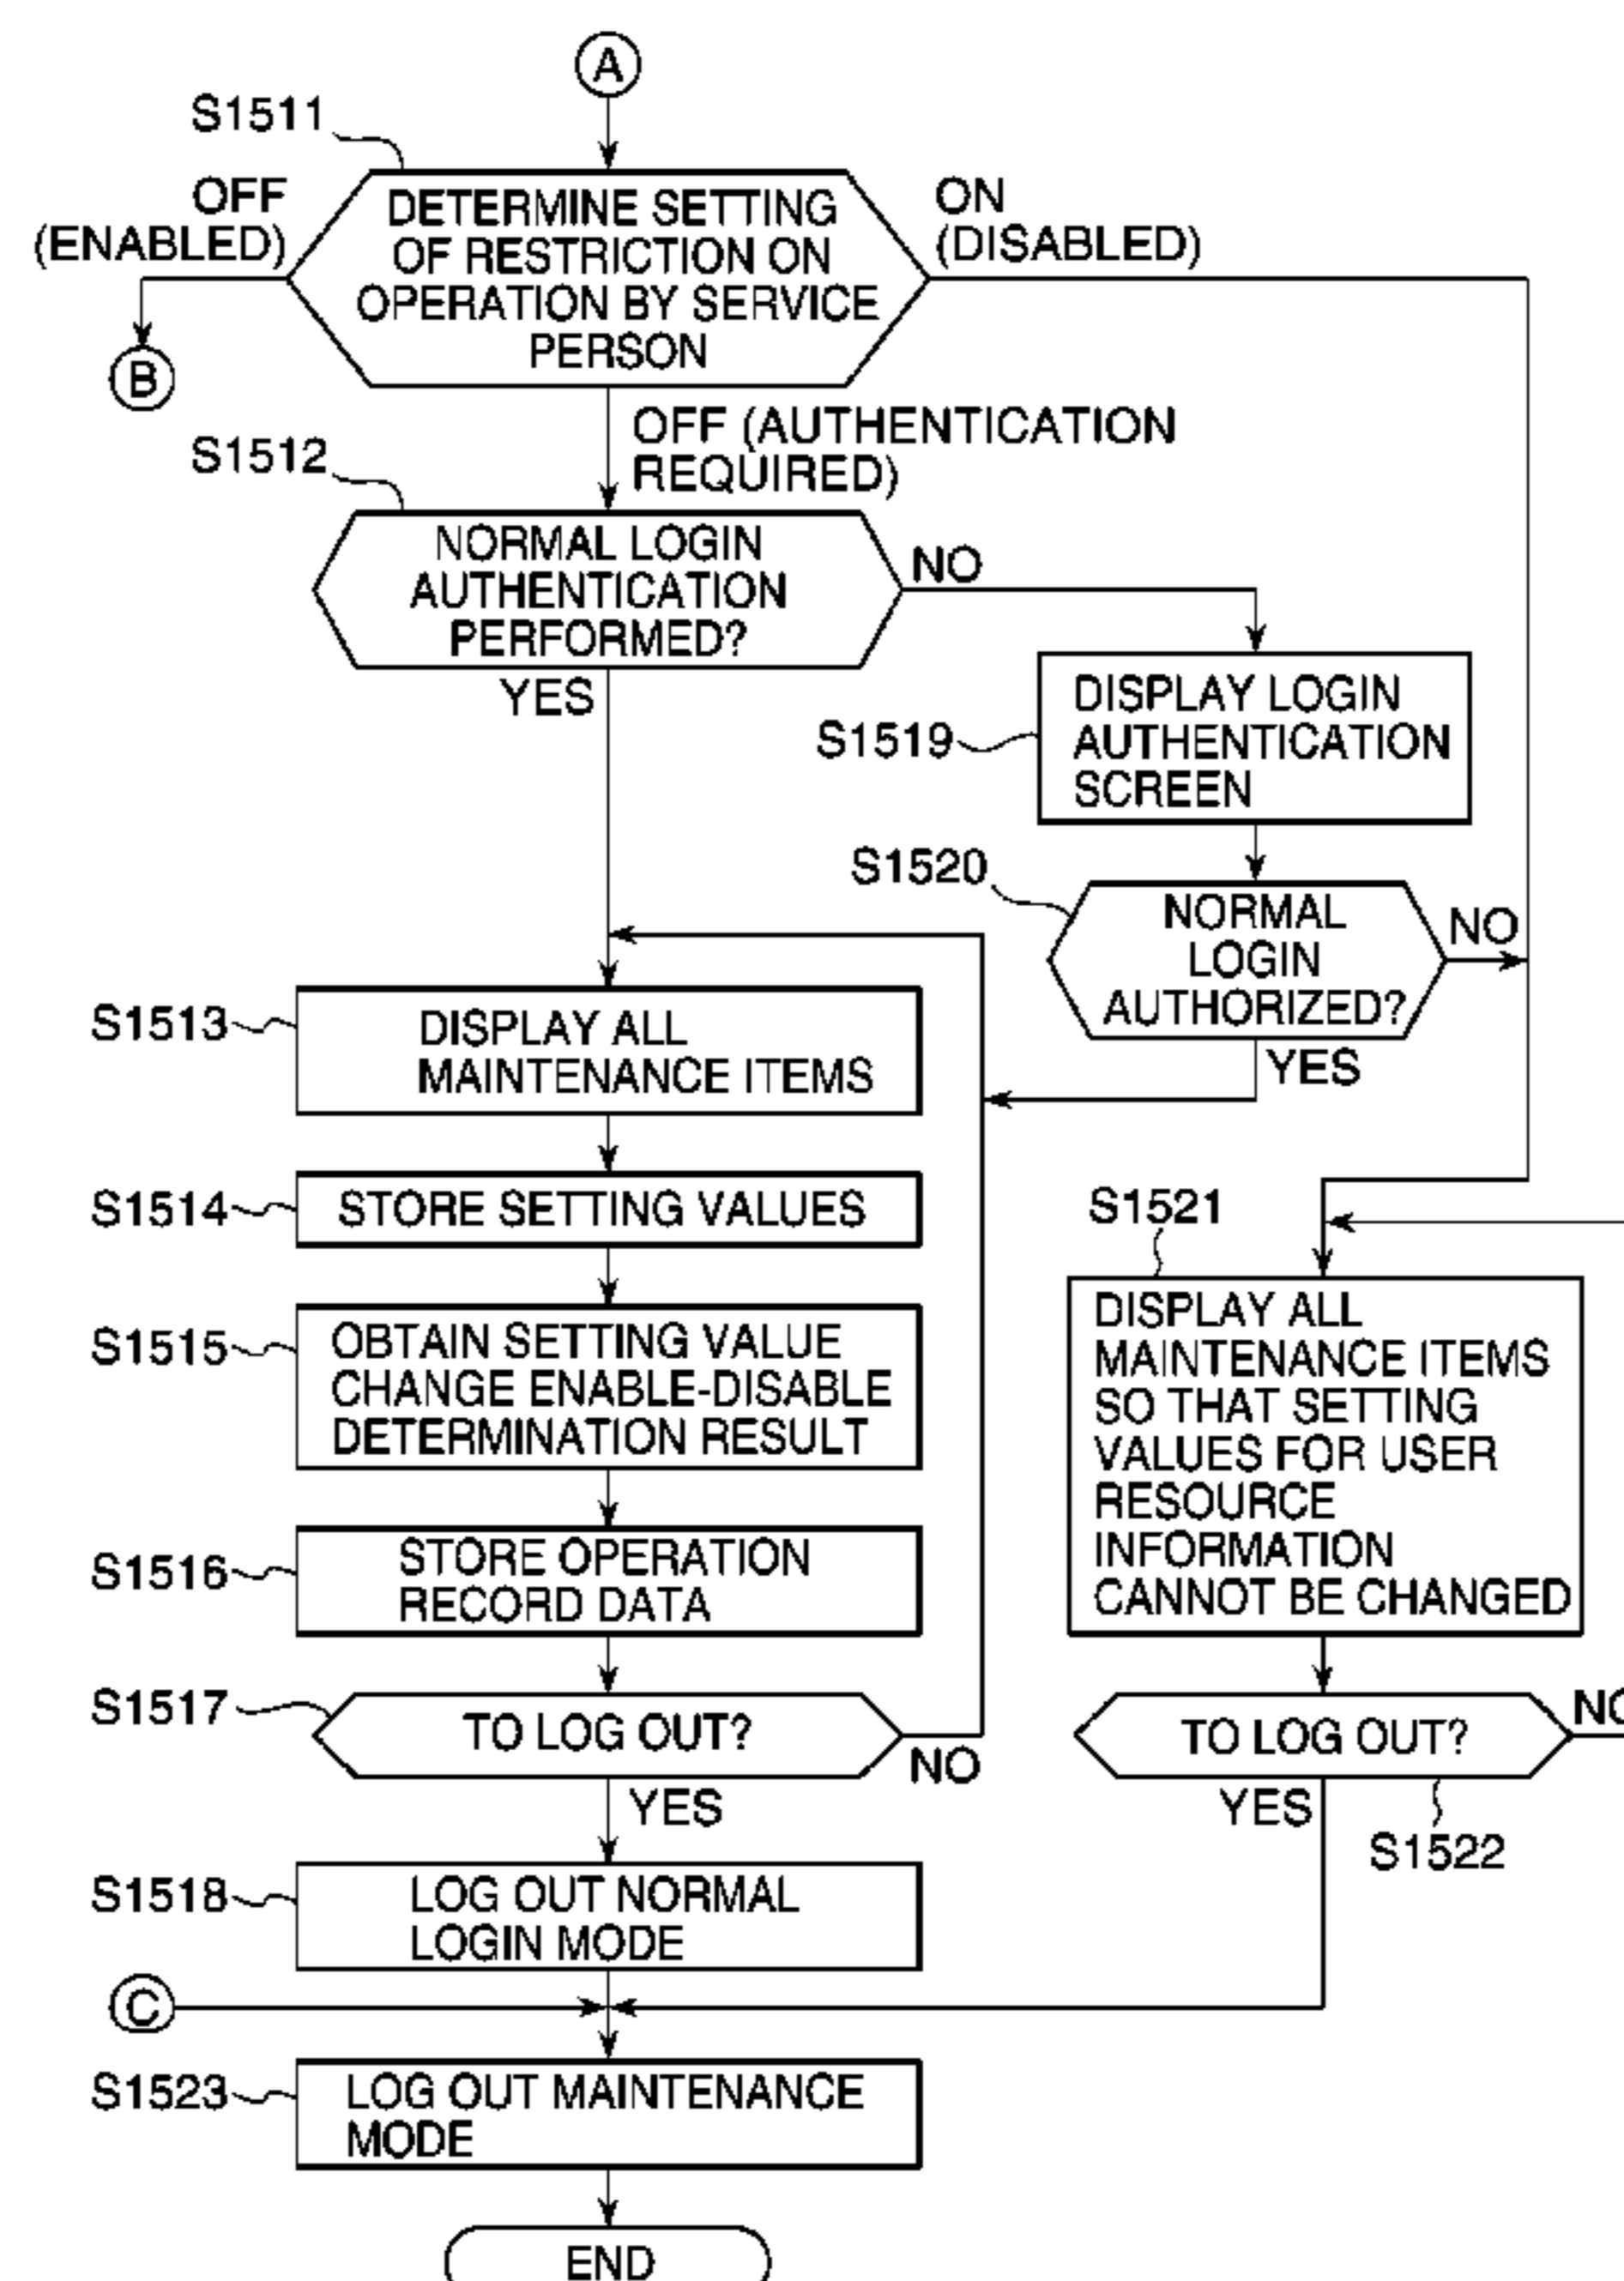 A
S1511
OFF
(ENABLED)
DETERMINE SETTING
OF RESTRICTION ON
OPERATION BY SERVICE
PERSON
ON
(DISABLED)
B
OFF (AUTHENTICATION
REQUIRED)
S1512
NORMAL LOGIN
AUTHENTICATION
PERFORMED?
NO
YES
S1519
DISPLAY LOGIN
AUTHENTICATION
SCREEN
S1520
NORMAL
LOGIN
AUTHORIZED?
NO
YES
S1513
DISPLAY ALL
MAINTENANCE ITEMS
S1514
STORE SETTING VALUES
S1515
OBTAIN SETTING VALUE
CHANGE ENABLE-DISABLE
DETERMINATION RESULT
S1516
STORE OPERATION
RECORD DATA
S1517
TO LOG OUT?
NO
YES
S1521
DISPLAY ALL
MAINTENANCE ITEMS
SO THAT SETTING
VALUES FOR USER
RESOURCE
INFORMATION
CANNOT BE CHANGED
TO LOG OUT?
NO
YES
S1522
S1518
LOG OUT NORMAL
LOGIN MODE
C
S1523
LOG OUT MAINTENANCE
MODE
END